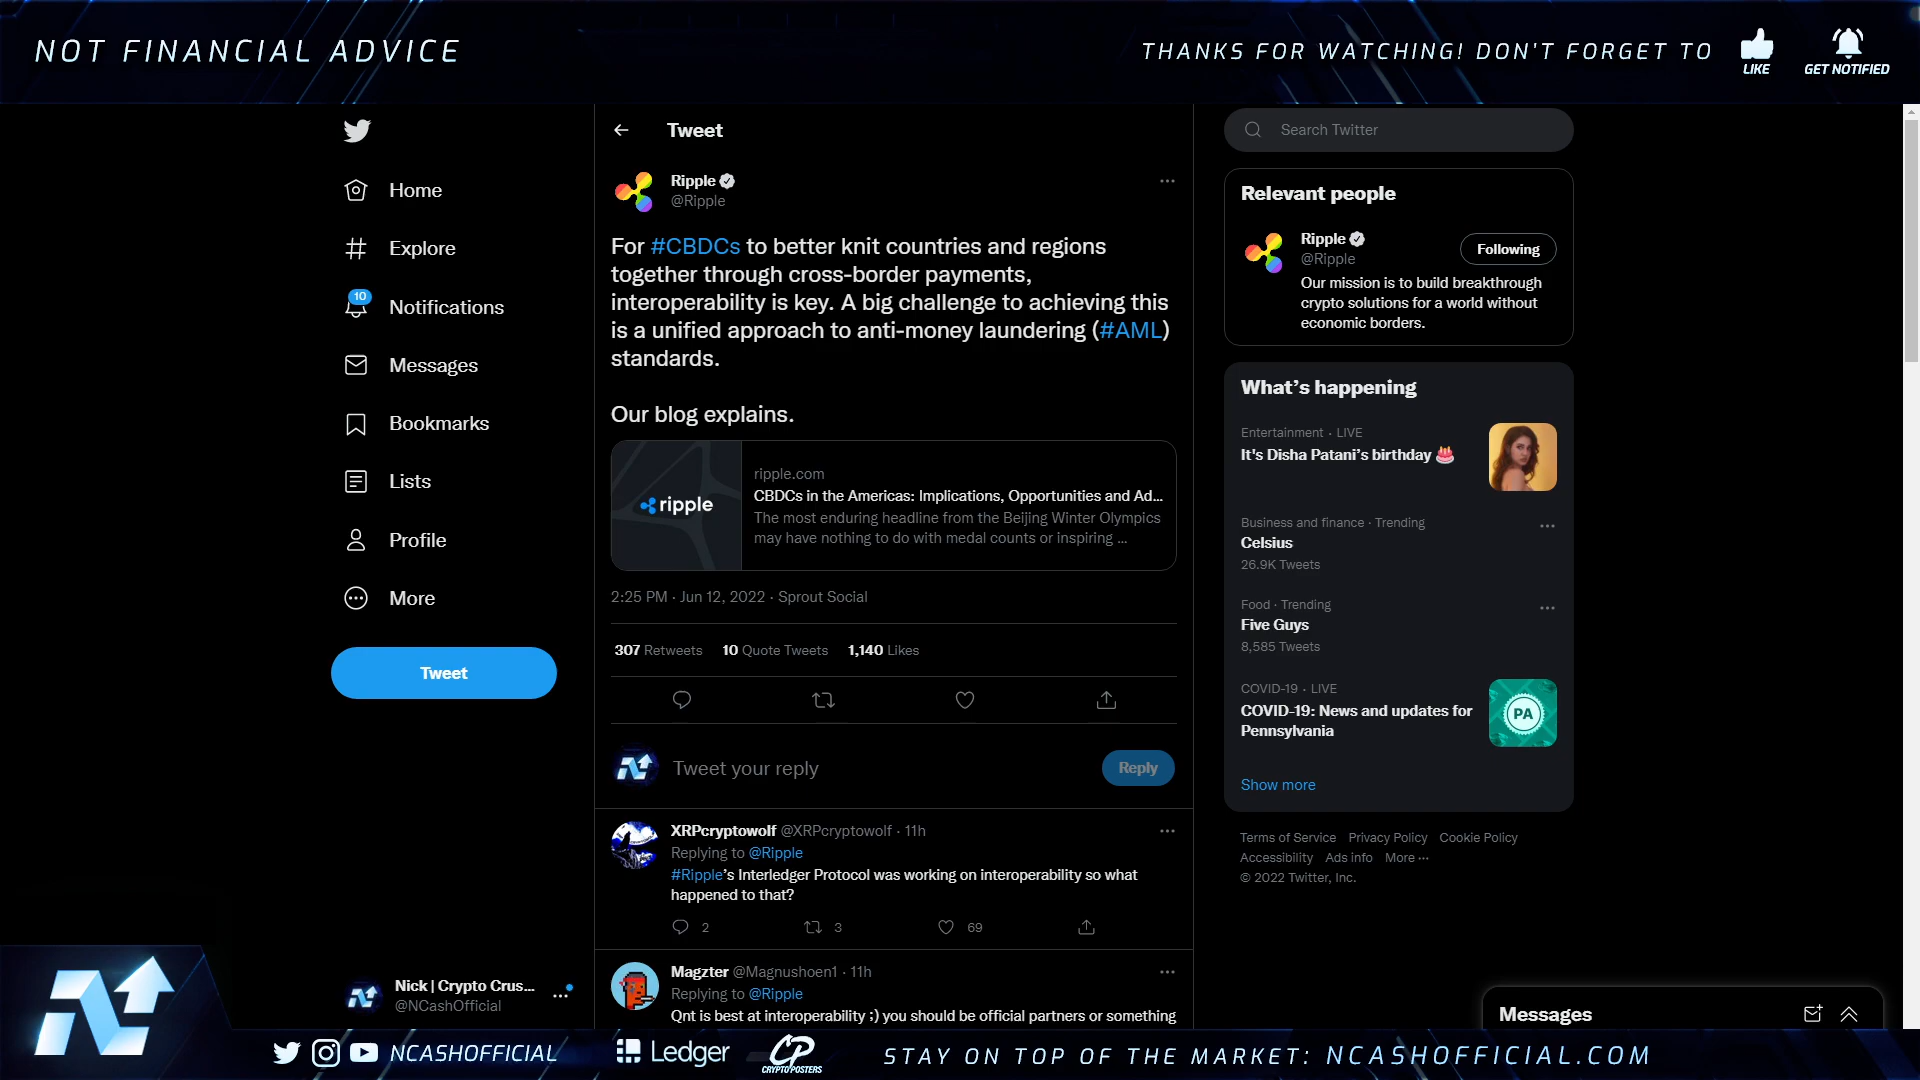 NOT FINANCIAL ADVICE
THANKS FOR WATCHING! DON'T FORGET TO
LIKE
GET NOTIFIED
Home
Explore
10
Notifications
Messages
Bookmarks
Lists
Profile
More
Tweet
Nick | Crypto Crus...
@NCashOfficial
Tweet
Ripple
@Ripple
For #CBDCs to better knit countries and regions
together through cross-border payments,
interoperability is key. A big challenge to achieving this
is a unified approach to anti-money laundering (#AML)
standards.
Our blog explains.
ripple
ripple.com
CBDCs in the Americas: Implications, Opportunities and Ad...
The most enduring headline from the Beijing Winter Olympics
may have nothing to do with medal counts or inspiring ...
2:25 PM · Jun 12, 2022 · Sprout Social
307 Retweets 10 Quote Tweets 1,140 Likes
Tweet your reply
Reply
XRPcryptowolf @XRPcryptowolf · 11h
Replying to @Ripple
#Ripple's Interledger Protocol was working on interoperability so what
happened to that?
2 3 69
Magzter @Magnushoen1 · 11h
Replying to @Ripple
Qnt is best at interoperability ;) you should be official partners or something
Search Twitter
Relevant people
Ripple
@Ripple
Following
Our mission is to build breakthrough
crypto solutions for a world without
economic borders.
What's happening
Entertainment · LIVE
It's Disha Patani's birthday
Business and finance · Trending
Celsius
26.9K Tweets
Food · Trending
Five Guys
8,585 Tweets
COVID-19 · LIVE
COVID-19: News and updates for
Pennsylvania
PA
Show more
Terms of Service Privacy Policy Cookie Policy
Accessibility Ads info More ...
© 2022 Twitter, Inc.
Messages
NCASHOFFICIAL
Ledger
CP
CRYPTO POSTERS
STAY ON TOP OF THE MARKET: NCASHOFFICIAL.COM